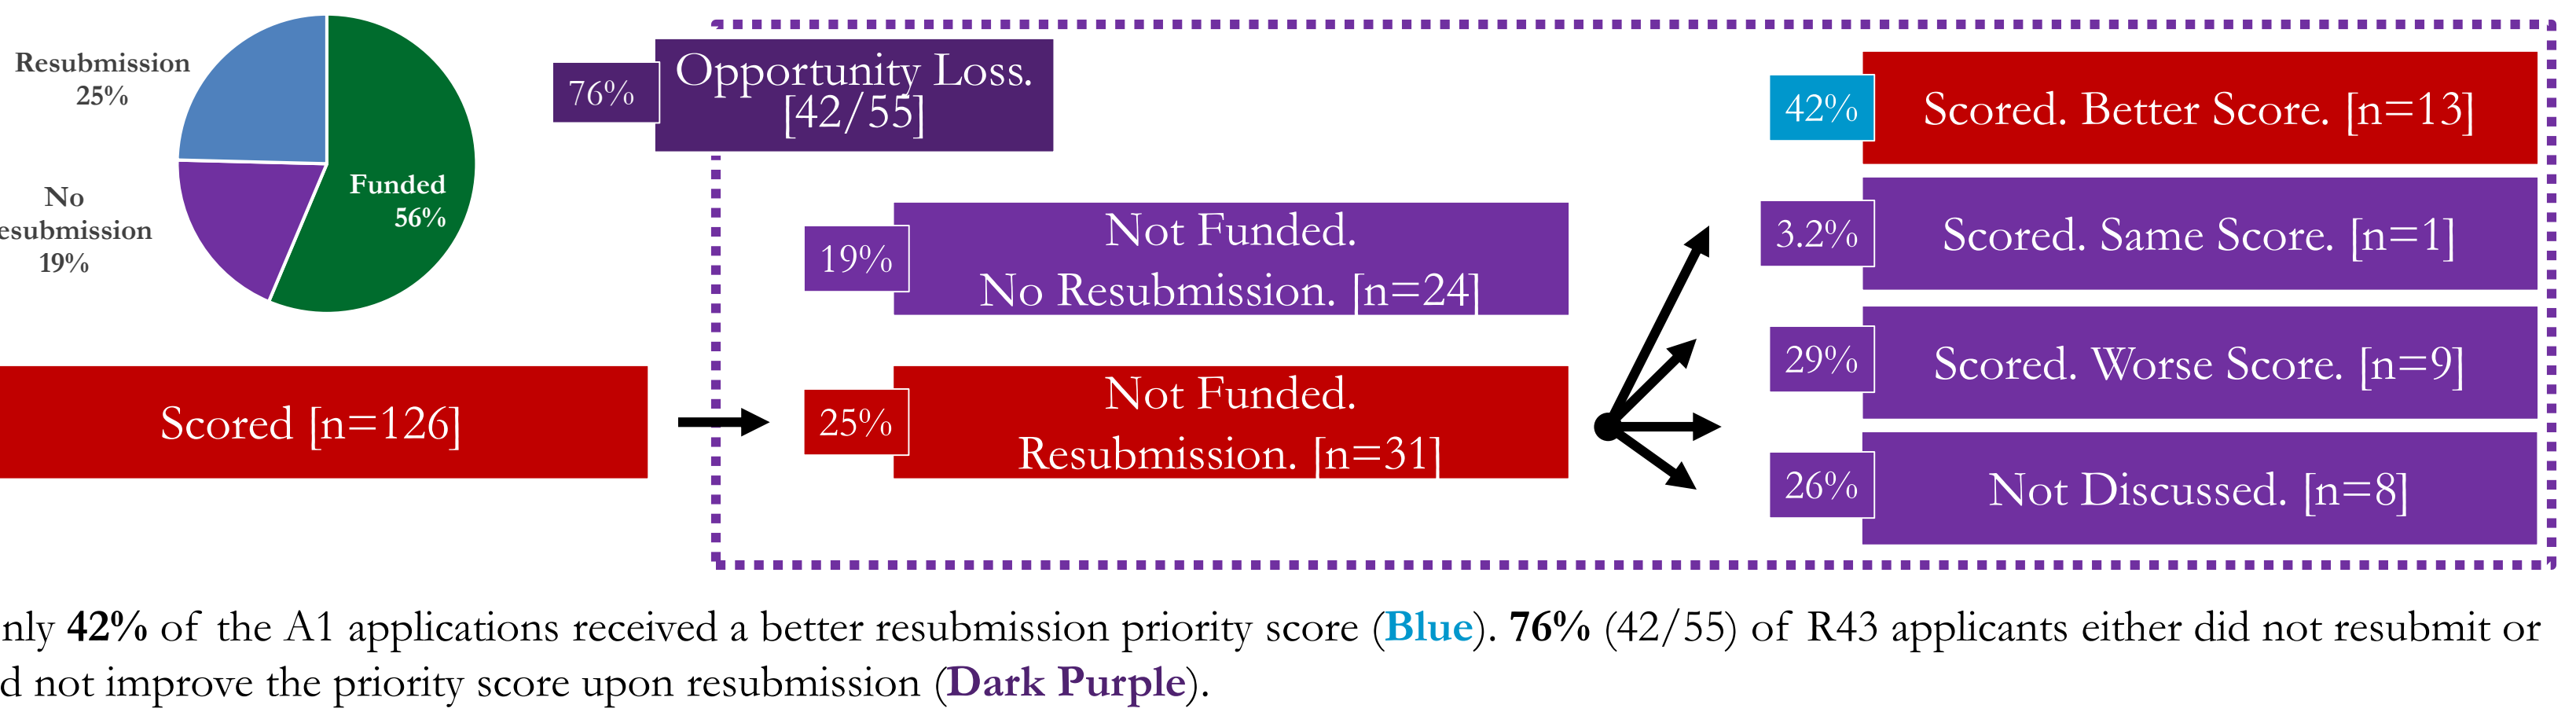 Resubmission
25%
No
esubmission
19%
Funded
56%
76%
Opportunity Loss.
[42/55]
19%
Not Funded.
No Resubmission. [n=24]
Scored [n=126]
25%
Not Funded.
Resubmission. [n=31]
42%
Scored. Better Score. [n=13]
3.2%
Scored. Same Score. [n=1]
29%
Scored. Worse Score. [n=9]
26%
Not Discussed. [n=8]
nly 42% of the A1 applications received a better resubmission priority score (Blue). 76% (42/55) of R43 applicants either did not resubmit or
d not improve the priority score upon resubmission (Dark Purple).